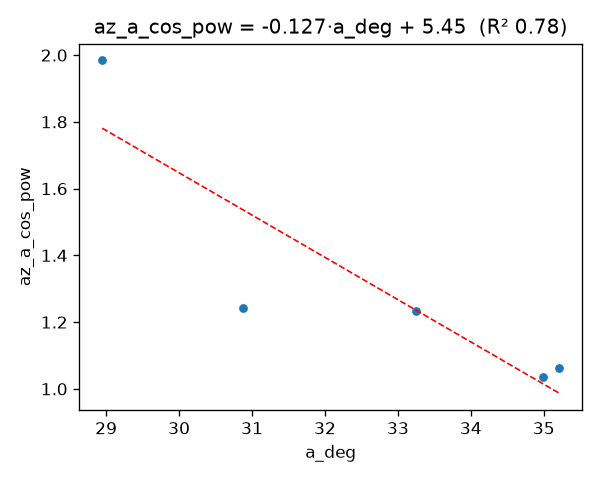 az_a_cos_pow = -0.127·a_deg + 5.45  (R² 0.78)
2.0
1.8
1.6
1.4
1.2
1.0
az_a_cos_pow
29 30 31 32 33 34 35
a_deg